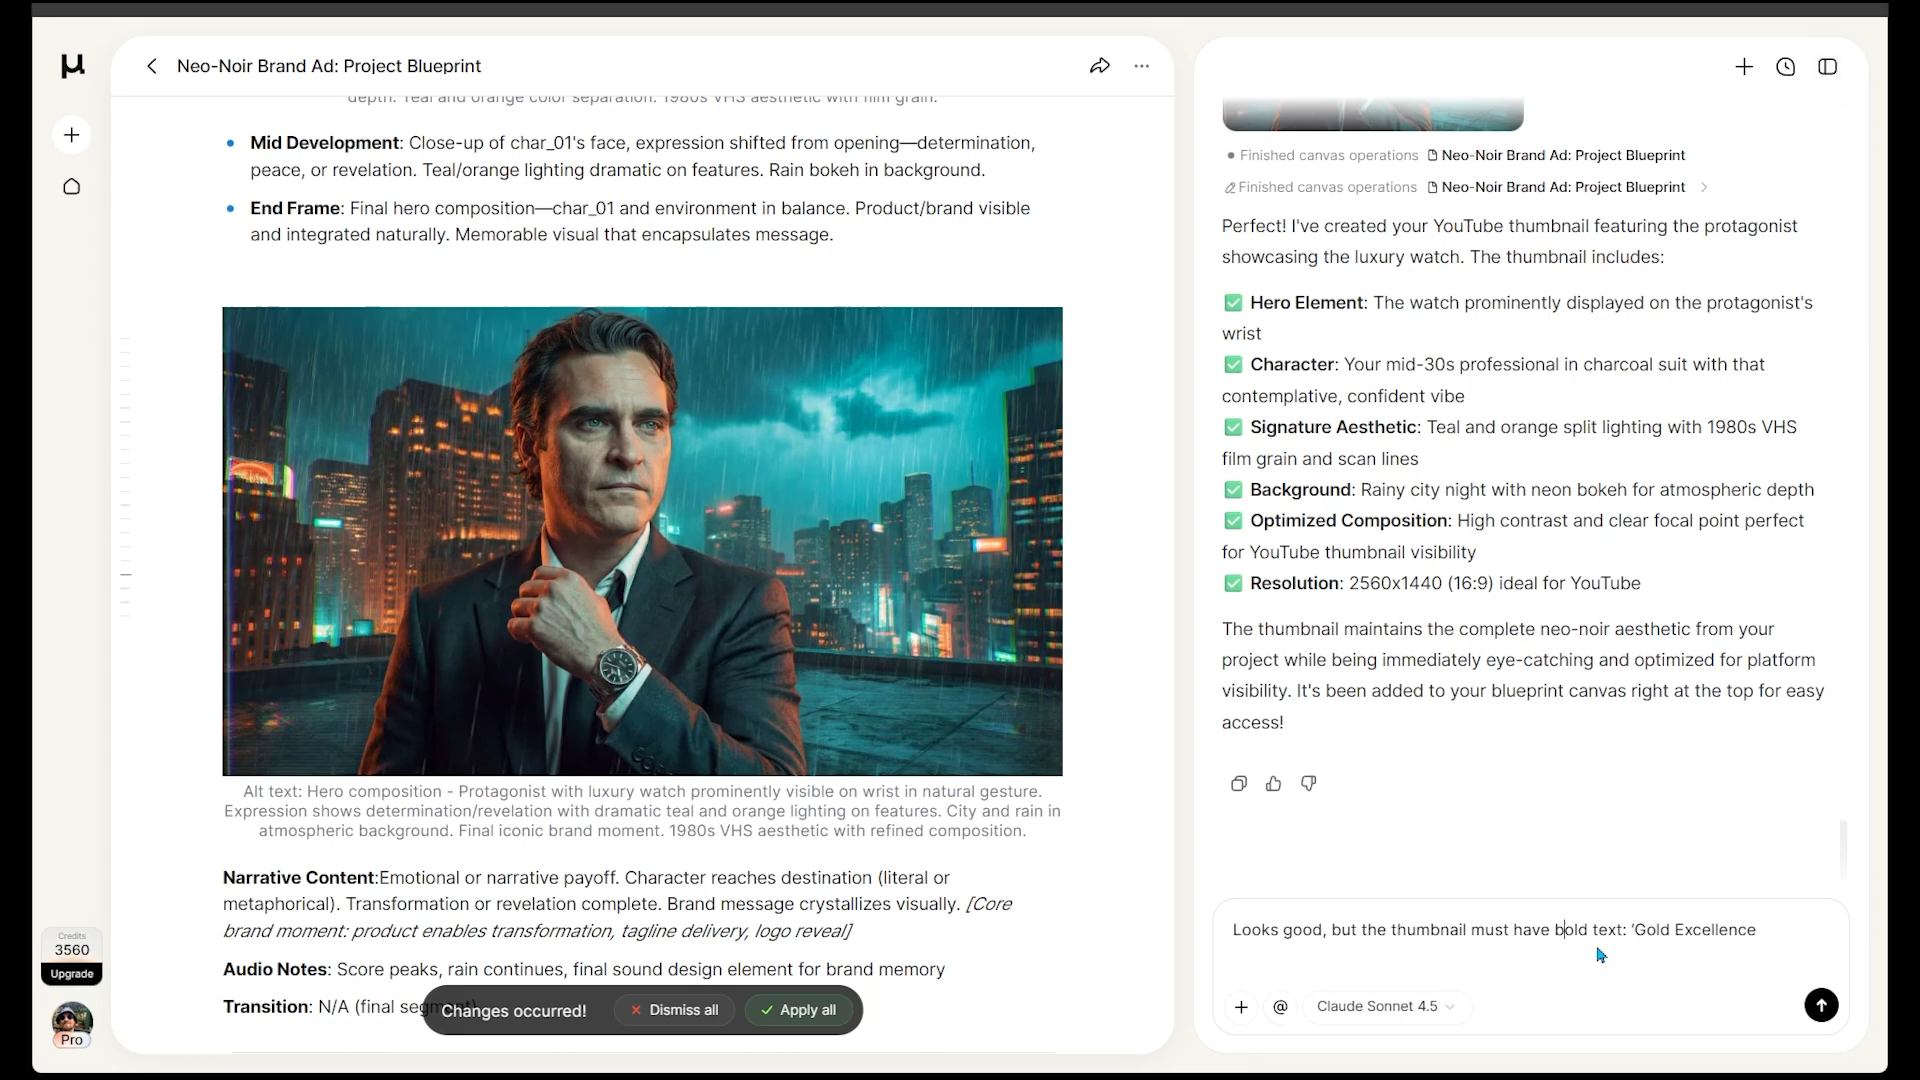 μ
Neo-Noir Brand Ad: Project Blueprint
depth. Teal and orange color separation. 1980s VHS aesthetic with film grain.
Mid Development: Close-up of char_01's face, expression shifted from opening—determination,
peace, or revelation. Teal/orange lighting dramatic on features. Rain bokeh in background.
End Frame: Final hero composition—char_01 and environment in balance. Product/brand visible
and integrated naturally. Memorable visual that encapsulates message.
Alt text: Hero composition - Protagonist with luxury watch prominently visible on wrist in natural gesture.
Expression shows determination/revelation with dramatic teal and orange lighting on features. City and rain in
atmospheric background. Final iconic brand moment. 1980s VHS aesthetic with refined composition.
Narrative Content:Emotional or narrative payoff. Character reaches destination (literal or
metaphorical). Transformation or revelation complete. Brand message crystallizes visually. [Core
brand moment: product enables transformation, tagline delivery, logo reveal]
Audio Notes: Score peaks, rain continues, final sound design element for brand memory
Transition: N/A (final segment)
Changes occurred!
Dismiss all
Apply all
Credits
3560
Upgrade
Pro
Finished canvas operations Neo-Noir Brand Ad: Project Blueprint
Finished canvas operations Neo-Noir Brand Ad: Project Blueprint
Perfect! I've created your YouTube thumbnail featuring the protagonist
showcasing the luxury watch. The thumbnail includes:
✅ Hero Element: The watch prominently displayed on the protagonist's
wrist
✅ Character: Your mid-30s professional in charcoal suit with that
contemplative, confident vibe
✅ Signature Aesthetic: Teal and orange split lighting with 1980s VHS
film grain and scan lines
✅ Background: Rainy city night with neon bokeh for atmospheric depth
✅ Optimized Composition: High contrast and clear focal point perfect
for YouTube thumbnail visibility
✅ Resolution: 2560x1440 (16:9) ideal for YouTube
The thumbnail maintains the complete neo-noir aesthetic from your
project while being immediately eye-catching and optimized for platform
visibility. It's been added to your blueprint canvas right at the top for easy
access!
Looks good, but the thumbnail must have bold text: ‘Gold Excellence
Claude Sonnet 4.5